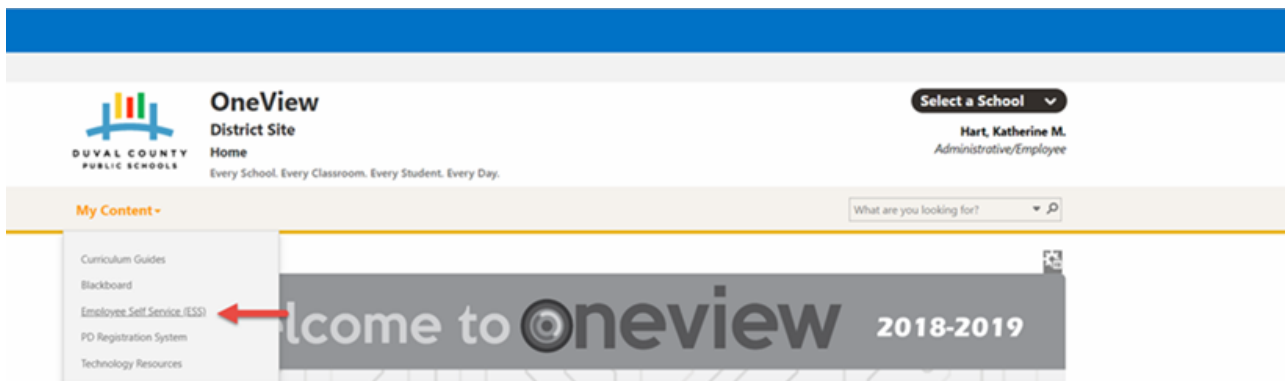 DUVAL COUNTY
PUBLIC SCHOOLS
OneView
District Site
Home
Every School. Every Classroom. Every Student. Every Day.
Select a School
Hart, Katherine M.
Administrative/Employee
My Content
What are you looking for?
Curriculum Guides
Blackboard
Employee Self Service (ESS)
PD Registration System
Technology Resources
lcome to oneview 2018-2019